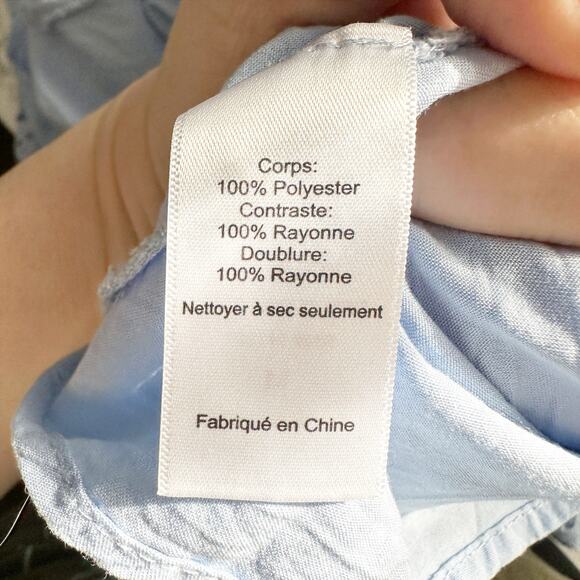 Corps:
100% Polyester
Contraste:
100% Rayonne
Doublure:
100% Rayonne
Nettoyer à sec seulement
Fabriqué en Chine